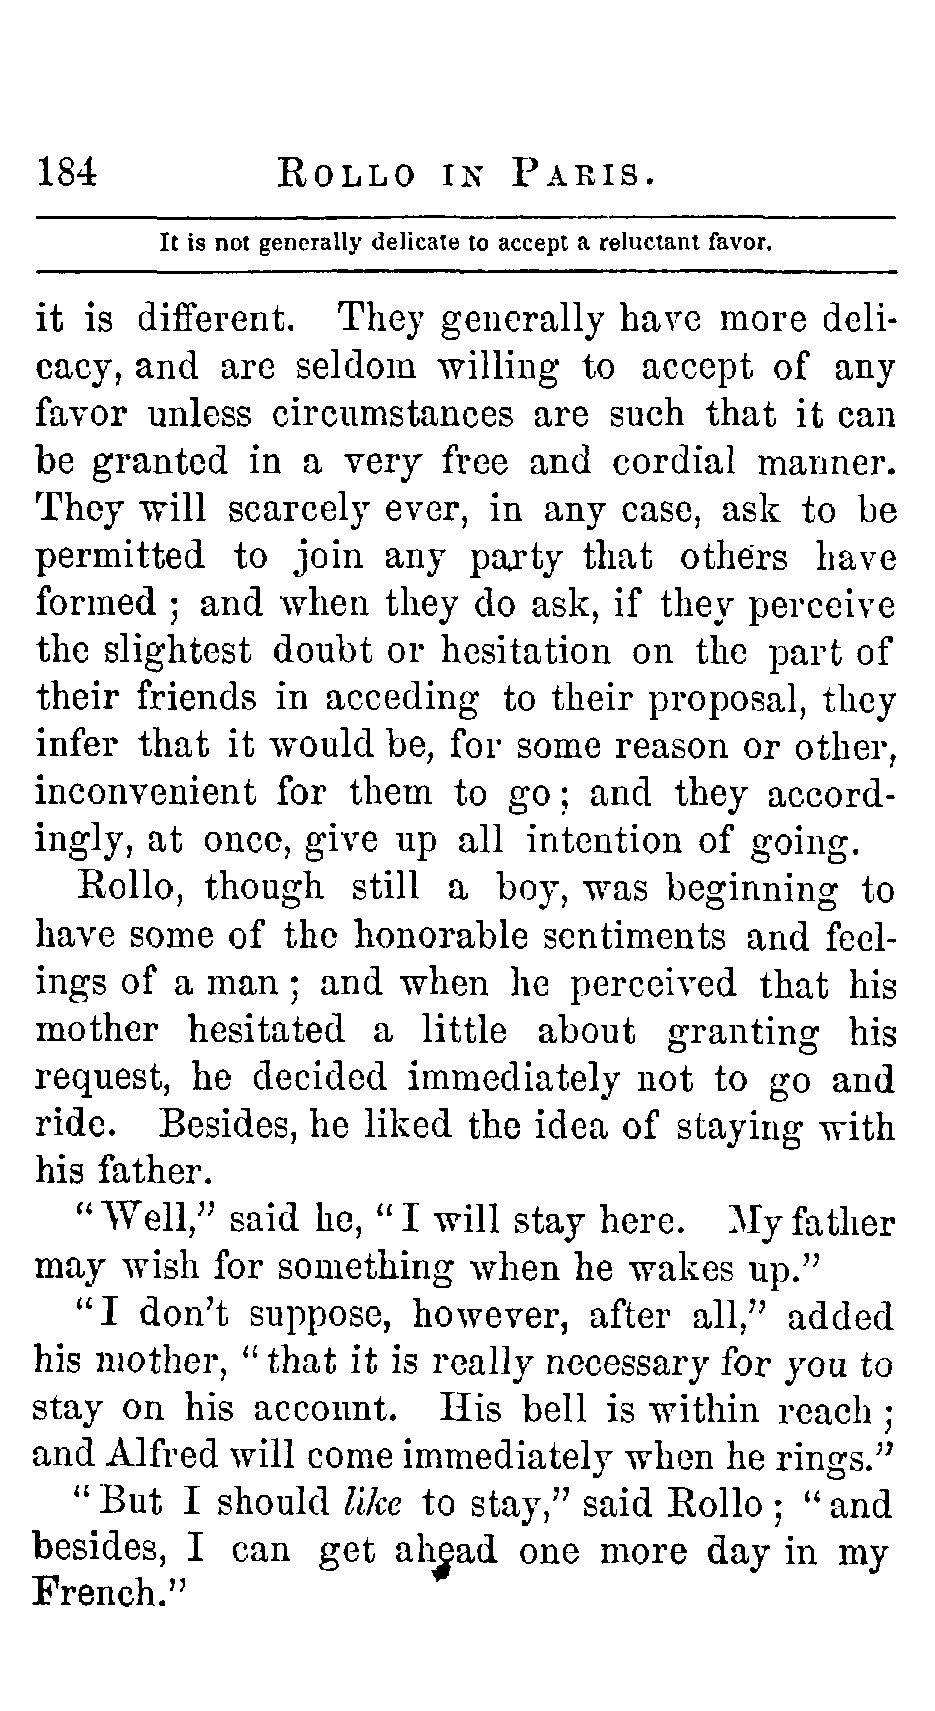 184 ROLLO IN PARIS.
It is not generally delicate to accept a reluctant favor.
it is different. They generally have more deli-
cacy, and are seldom willing to accept of any
favor unless circumstances are such that it can
be granted in a very free and cordial manner.
They will scarcely ever, in any case, ask to be
permitted to join any party that others have
formed ; and when they do ask, if they perceive
the slightest doubt or hesitation on the part of
their friends in acceding to their proposal, they
infer that it would be, for some reason or other,
inconvenient for them to go ; and they accord-
ingly, at once, give up all intention of going.
Rollo, though still a boy, was beginning to
have some of the honorable sentiments and feel-
ings of a man ; and when he perceived that his
mother hesitated a little about granting his
request, he decided immediately not to go and
ride. Besides, he liked the idea of staying with
his father.
“Well,” said he, “I will stay here. My father
may wish for something when he wakes up.”
“I don’t suppose, however, after all,” added
his mother, “that it is really necessary for you to
stay on his account. His bell is within reach ;
and Alfred will come immediately when he rings.”
“But I should like to stay,” said Rollo ; “and
besides, I can get ahead one more day in my
French.”